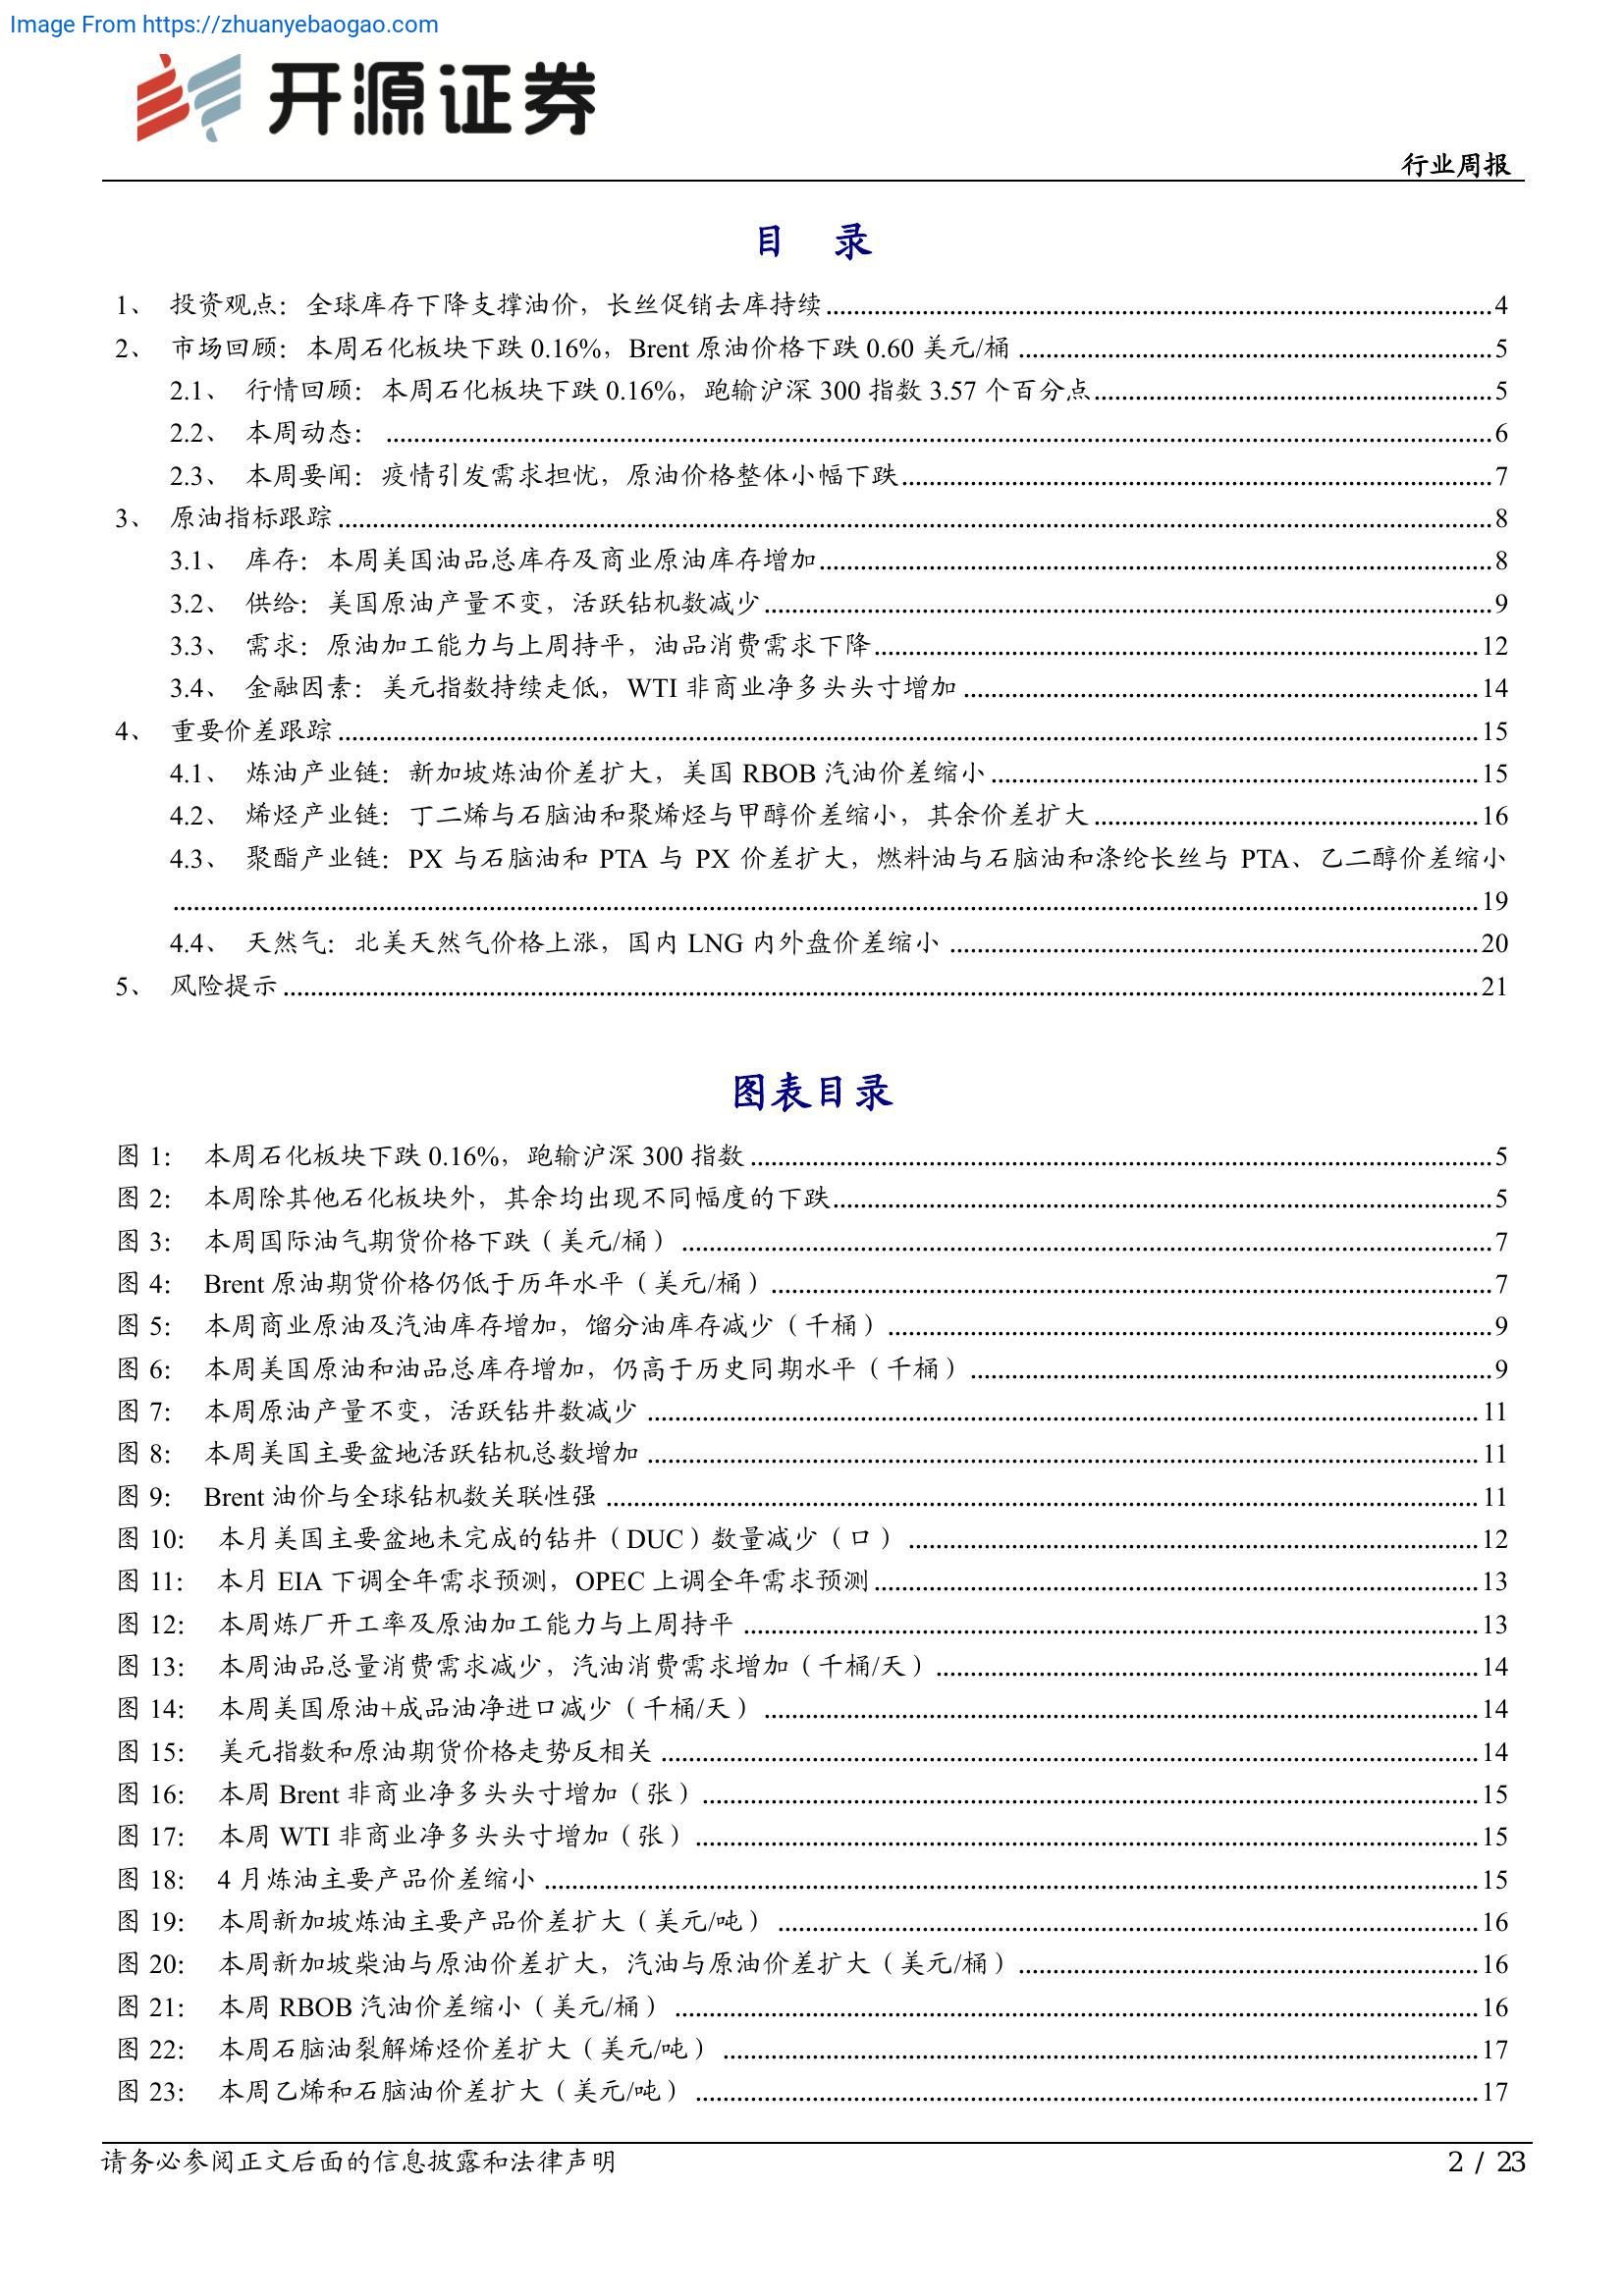 Image From https://zhuanyebaogao.com
开源证券
行业周报
目 录
1、 投资观点：全球库存下降支撑油价，长丝促销去库持续 4
2、 市场回顾：本周石化板块下跌 0.16%，Brent 原油价格下跌 0.60 美元/桶 5
2.1、 行情回顾：本周石化板块下跌 0.16%，跑输沪深 300 指数 3.57 个百分点 5
2.2、 本周动态： 6
2.3、 本周要闻：疫情引发需求担忧，原油价格整体小幅下跌 7
3、 原油指标跟踪 8
3.1、 库存：本周美国油品总库存及商业原油库存增加 8
3.2、 供给：美国原油产量不变，活跃钻机数减少 9
3.3、 需求：原油加工能力与上周持平，油品消费需求下降 12
3.4、 金融因素：美元指数持续走低，WTI 非商业净多头头寸增加 14
4、 重要价差跟踪 15
4.1、 炼油产业链：新加坡炼油价差扩大，美国 RBOB 汽油价差缩小 15
4.2、 烯烃产业链：丁二烯与石脑油和聚烯烃与甲醇价差缩小，其余价差扩大 16
4.3、 聚酯产业链：PX 与石脑油和 PTA 与 PX 价差扩大，燃料油与石脑油和涤纶长丝与 PTA、乙二醇价差缩小
19
4.4、 天然气：北美天然气价格上涨，国内 LNG 内外盘价差缩小 20
5、 风险提示 21
图表目录
图 1： 本周石化板块下跌 0.16%，跑输沪深 300 指数 5
图 2： 本周除其他石化板块外，其余均出现不同幅度的下跌 5
图 3： 本周国际油气期货价格下跌（美元/桶） 7
图 4： Brent 原油期货价格仍低于历年水平（美元/桶） 7
图 5： 本周商业原油及汽油库存增加，馏分油库存减少（千桶） 9
图 6： 本周美国原油和油品总库存增加，仍高于历史同期水平（千桶） 9
图 7： 本周原油产量不变，活跃钻井数减少 11
图 8： 本周美国主要盆地活跃钻机总数增加 11
图 9： Brent 油价与全球钻机数关联性强 11
图 10： 本月美国主要盆地未完成的钻井（DUC）数量减少（口） 12
图 11： 本月 EIA 下调全年需求预测，OPEC 上调全年需求预测 13
图 12： 本周炼厂开工率及原油加工能力与上周持平 13
图 13： 本周油品总量消费需求减少，汽油消费需求增加（千桶/天） 14
图 14： 本周美国原油+成品油净进口减少（千桶/天） 14
图 15： 美元指数和原油期货价格走势反相关 14
图 16： 本周 Brent 非商业净多头头寸增加（张） 15
图 17： 本周 WTI 非商业净多头头寸增加（张） 15
图 18： 4 月炼油主要产品价差缩小 15
图 19： 本周新加坡炼油主要产品价差扩大（美元/吨） 16
图 20： 本周新加坡柴油与原油价差扩大，汽油与原油价差扩大（美元/桶） 16
图 21： 本周 RBOB 汽油价差缩小（美元/桶） 16
图 22： 本周石脑油裂解烯烃价差扩大（美元/吨） 17
图 23： 本周乙烯和石脑油价差扩大（美元/吨） 17
请务必参阅正文后面的信息披露和法律声明
2 / 23